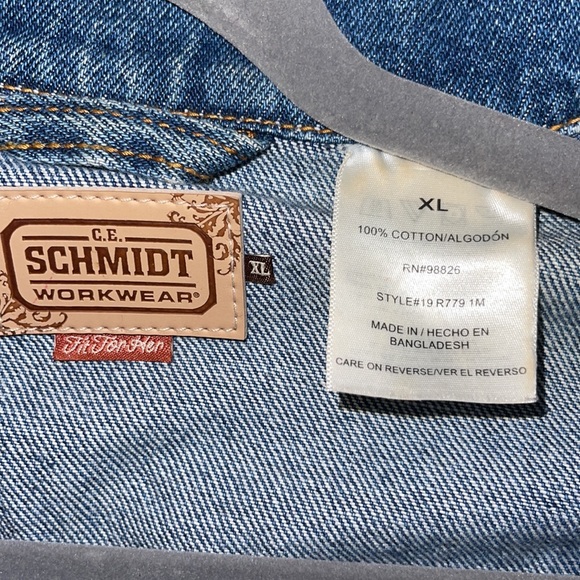 C.E.
SCHMIDT
WORKWEAR®
XL
Fit For Her
XL
100% COTTON/ALGODÓN
RN#98826
STYLE#19 R779 1M
MADE IN / HECHO EN
BANGLADESH
CARE ON REVERSE/VER EL REVERSO